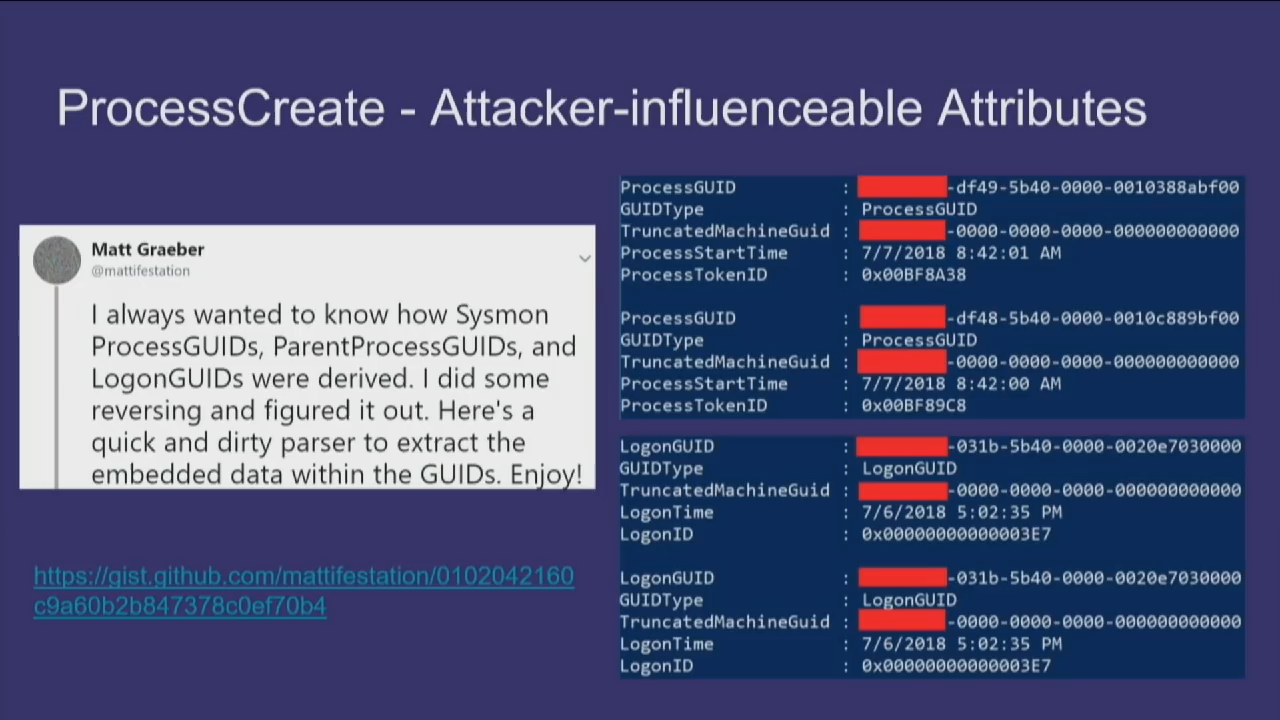 ProcessCreate - Attacker-influenceable Attributes
Matt Graeber
@mattifestation
I always wanted to know how Sysmon
ProcessGUIDs, ParentProcessGUIDs, and
LogonGUIDs were derived. I did some
reversing and figured it out. Here's a
quick and dirty parser to extract the
embedded data within the GUIDs. Enjoy!
https://gist.github.com/mattifestation/0102042160
c9a60b2b847378c0ef70b4
ProcessGUID : -df49-5b40-0000-0010388abf00
GUIDType : ProcessGUID
TruncatedMachineGuid : -0000-0000-0000-000000000000
ProcessStartTime : 7/7/2018 8:42:01 AM
ProcessTokenID : 0x00BF8A38
ProcessGUID : -df48-5b40-0000-0010c889bf00
GUIDType : ProcessGUID
TruncatedMachineGuid : -0000-0000-0000-000000000000
ProcessStartTime : 7/7/2018 8:42:00 AM
ProcessTokenID : 0x00BF89C8
LogonGUID : -031b-5b40-0000-0020e7030000
GUIDType : LogonGUID
TruncatedMachineGuid : -0000-0000-0000-000000000000
LogonTime : 7/6/2018 5:02:35 PM
LogonID : 0x00000000000003E7
LogonGUID : -031b-5b40-0000-0020e7030000
GUIDType : LogonGUID
TruncatedMachineGuid : -0000-0000-0000-000000000000
LogonTime : 7/6/2018 5:02:35 PM
LogonID : 0x00000000000003E7